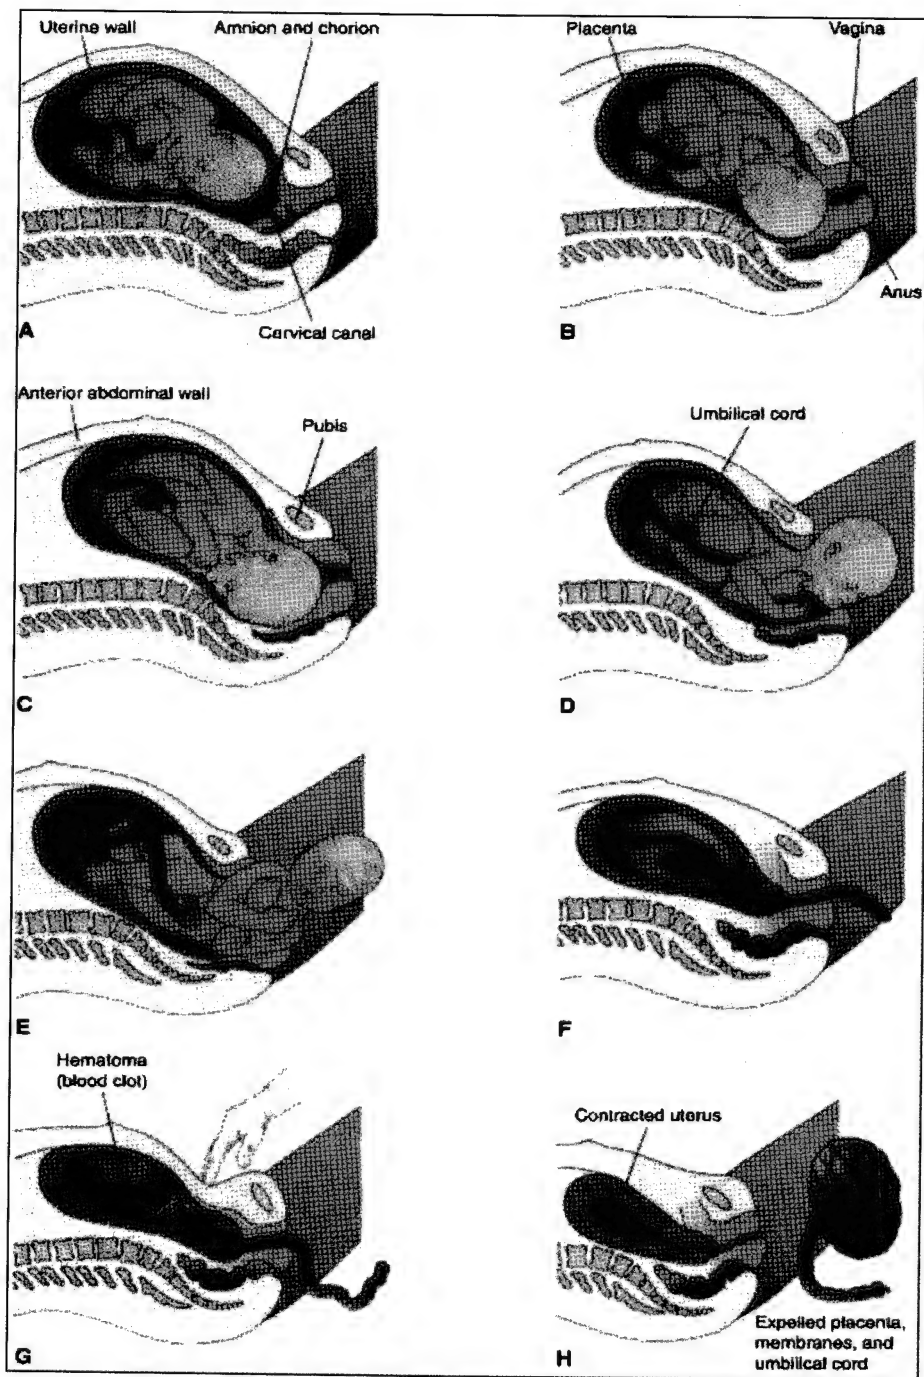 Uterine wall
Amnion and chorion
Cervical canal
A
Placenta
Vagina
Anus
B
Anterior abdominal wall
Pubis
C
Umbilical cord
D
E
F
Hematoma
(blood clot)
G
Contracted uterus
Expelled placenta,
membranes, and
umbilical cord
H